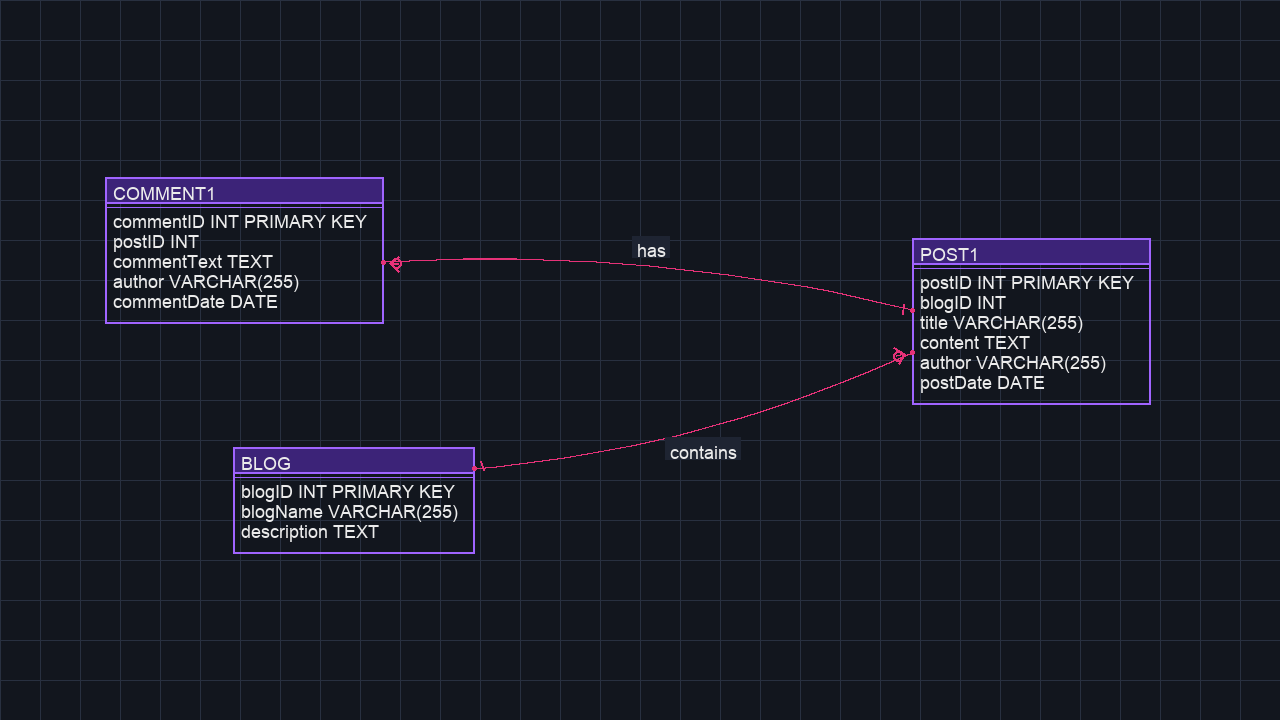 COMMENT1
commentID INT PRIMARY KEY
postID INT
commentText TEXT
author VARCHAR(255)
commentDate DATE
has
POST1
postID INT PRIMARY KEY
blogID INT
title VARCHAR(255)
content TEXT
author VARCHAR(255)
postDate DATE
contains
BLOG
blogID INT PRIMARY KEY
blogName VARCHAR(255)
description TEXT